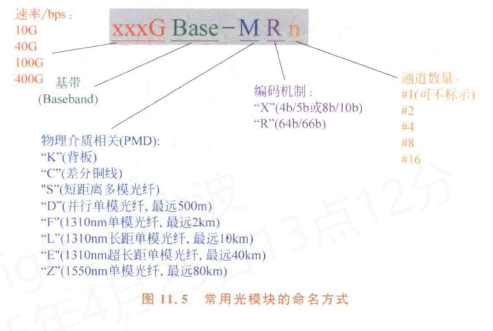 速率/bps:
10G
40G
100G
400G
xxxG Base-M R n
基带
(Baseband)
编码机制:
“X”(4b/5b或8b/10b)
“R”(64b/66b)
通道数量:
#1(可不标示)
#2
#4
#8
#16
物理介质相关(PMD):
“K”(背板)
“C”(差分铜线)
"S"(短距离多模光纤)
“D”(并行单模光纤, 最远500m)
“F”(1310nm单模光纤, 最远2km)
“L”(1310nm长距单模光纤, 最远10km)
“E”(1310nm超长距单模光纤, 最远40km)
“Z”(1550nm单模光纤, 最远80km)
图 11.5 常用光模块的命名方式